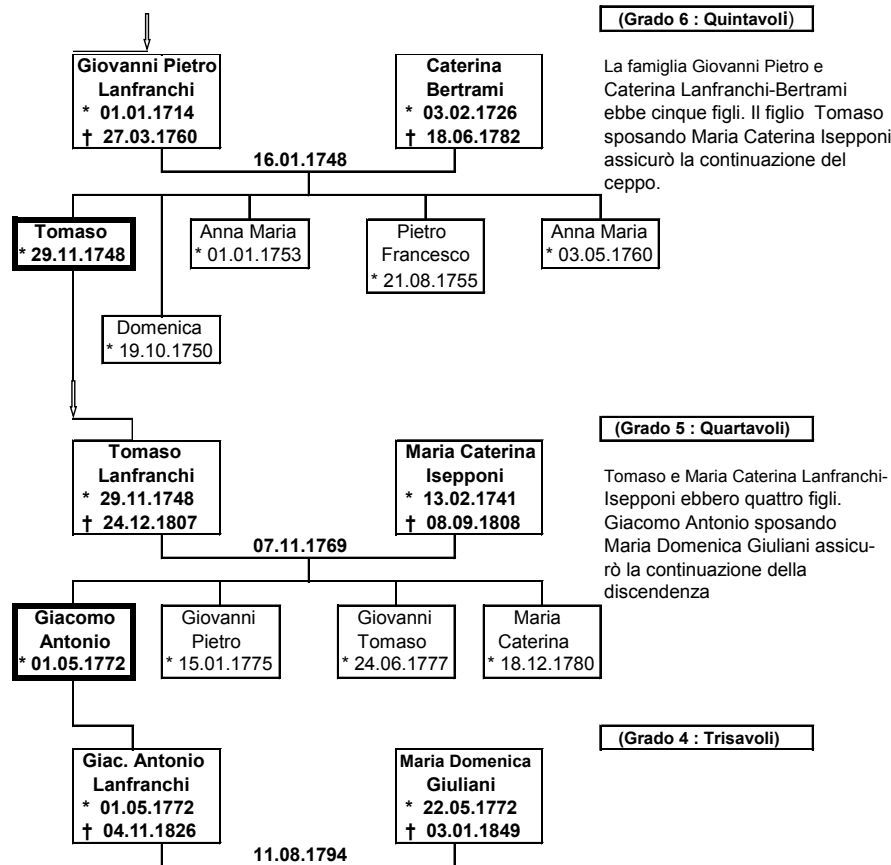 (Grado 6 : Quintavoli)
Giovanni Pietro
Lanfranchi
* 01.01.1714
† 27.03.1760
Caterina
Bertrami
* 03.02.1726
† 18.06.1782
16.01.1748
La famiglia Giovanni Pietro e
Caterina Lanfranchi-Bertrami
ebbe cinque figli. Il figlio Tomaso
sposando Maria Caterina Isepponi
assicurò la continuazione del
ceppo.
Tomaso
* 29.11.1748
Anna Maria
* 01.01.1753
Pietro
Francesco
* 21.08.1755
Anna Maria
* 03.05.1760
Domenica
* 19.10.1750
(Grado 5 : Quartavoli)
Tomaso
Lanfranchi
* 29.11.1748
† 24.12.1807
Maria Caterina
Isepponi
* 13.02.1741
† 08.09.1808
07.11.1769
Tomaso e Maria Caterina Lanfranchi-
Isepponi ebbero quattro figli.
Giacomo Antonio sposando
Maria Domenica Giuliani assicu-
rò la continuazione della
discendenza
Giacomo
Antonio
* 01.05.1772
Giovanni
Pietro
* 15.01.1775
Giovanni
Tomaso
* 24.06.1777
Maria
Caterina
* 18.12.1780
(Grado 4 : Trisavoli)
Giac. Antonio
Lanfranchi
* 01.05.1772
† 04.11.1826
Maria Domenica
Giuliani
* 22.05.1772
† 03.01.1849
11.08.1794